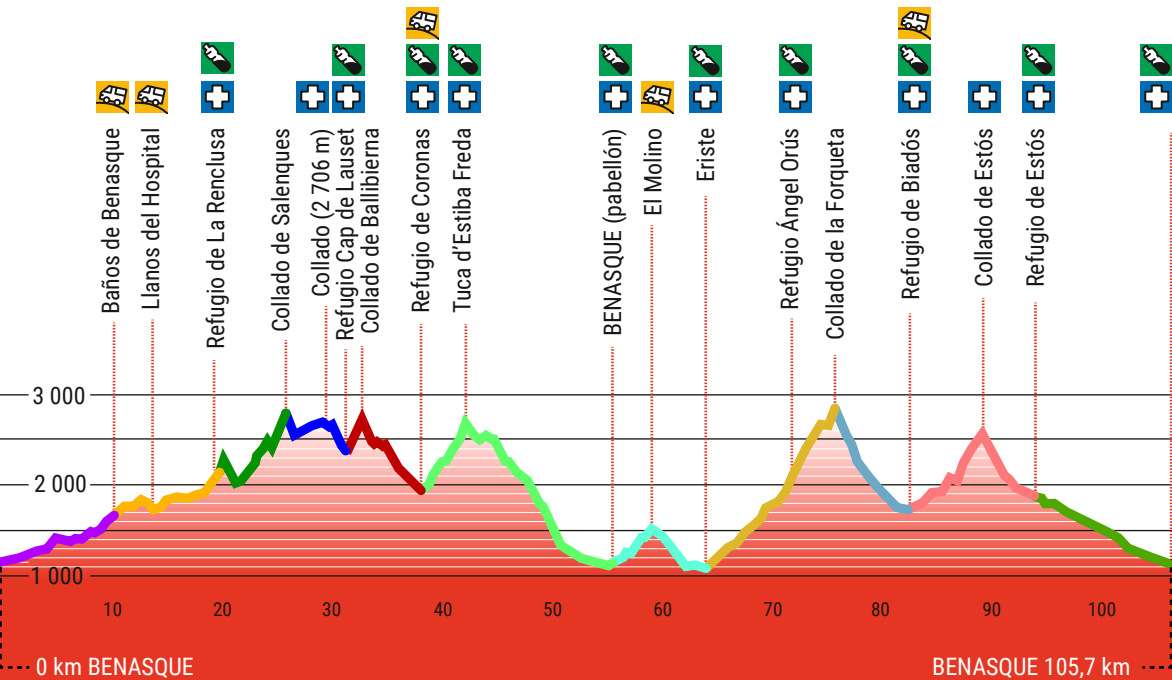 Baños de Benasque
Llanos del Hospital
Refugio de La Renclusa
Collado de Salenques
Collado (2 706 m)
Refugio Cap de Lauset
Collado de Ballibierna
Refugio de Coronas
Tuca d'Estiba Freda
BENASQUE (pabellón)
El Molino
Eriste
Refugio Ángel Orús
Collado de la Forqueta
Refugio de Biadós
Collado de Estós
Refugio de Estós
3 000
2 000
1 000
10 20 30 40 50 60 70 80 90 100
0 km BENASQUE
BENASQUE 105,7 km